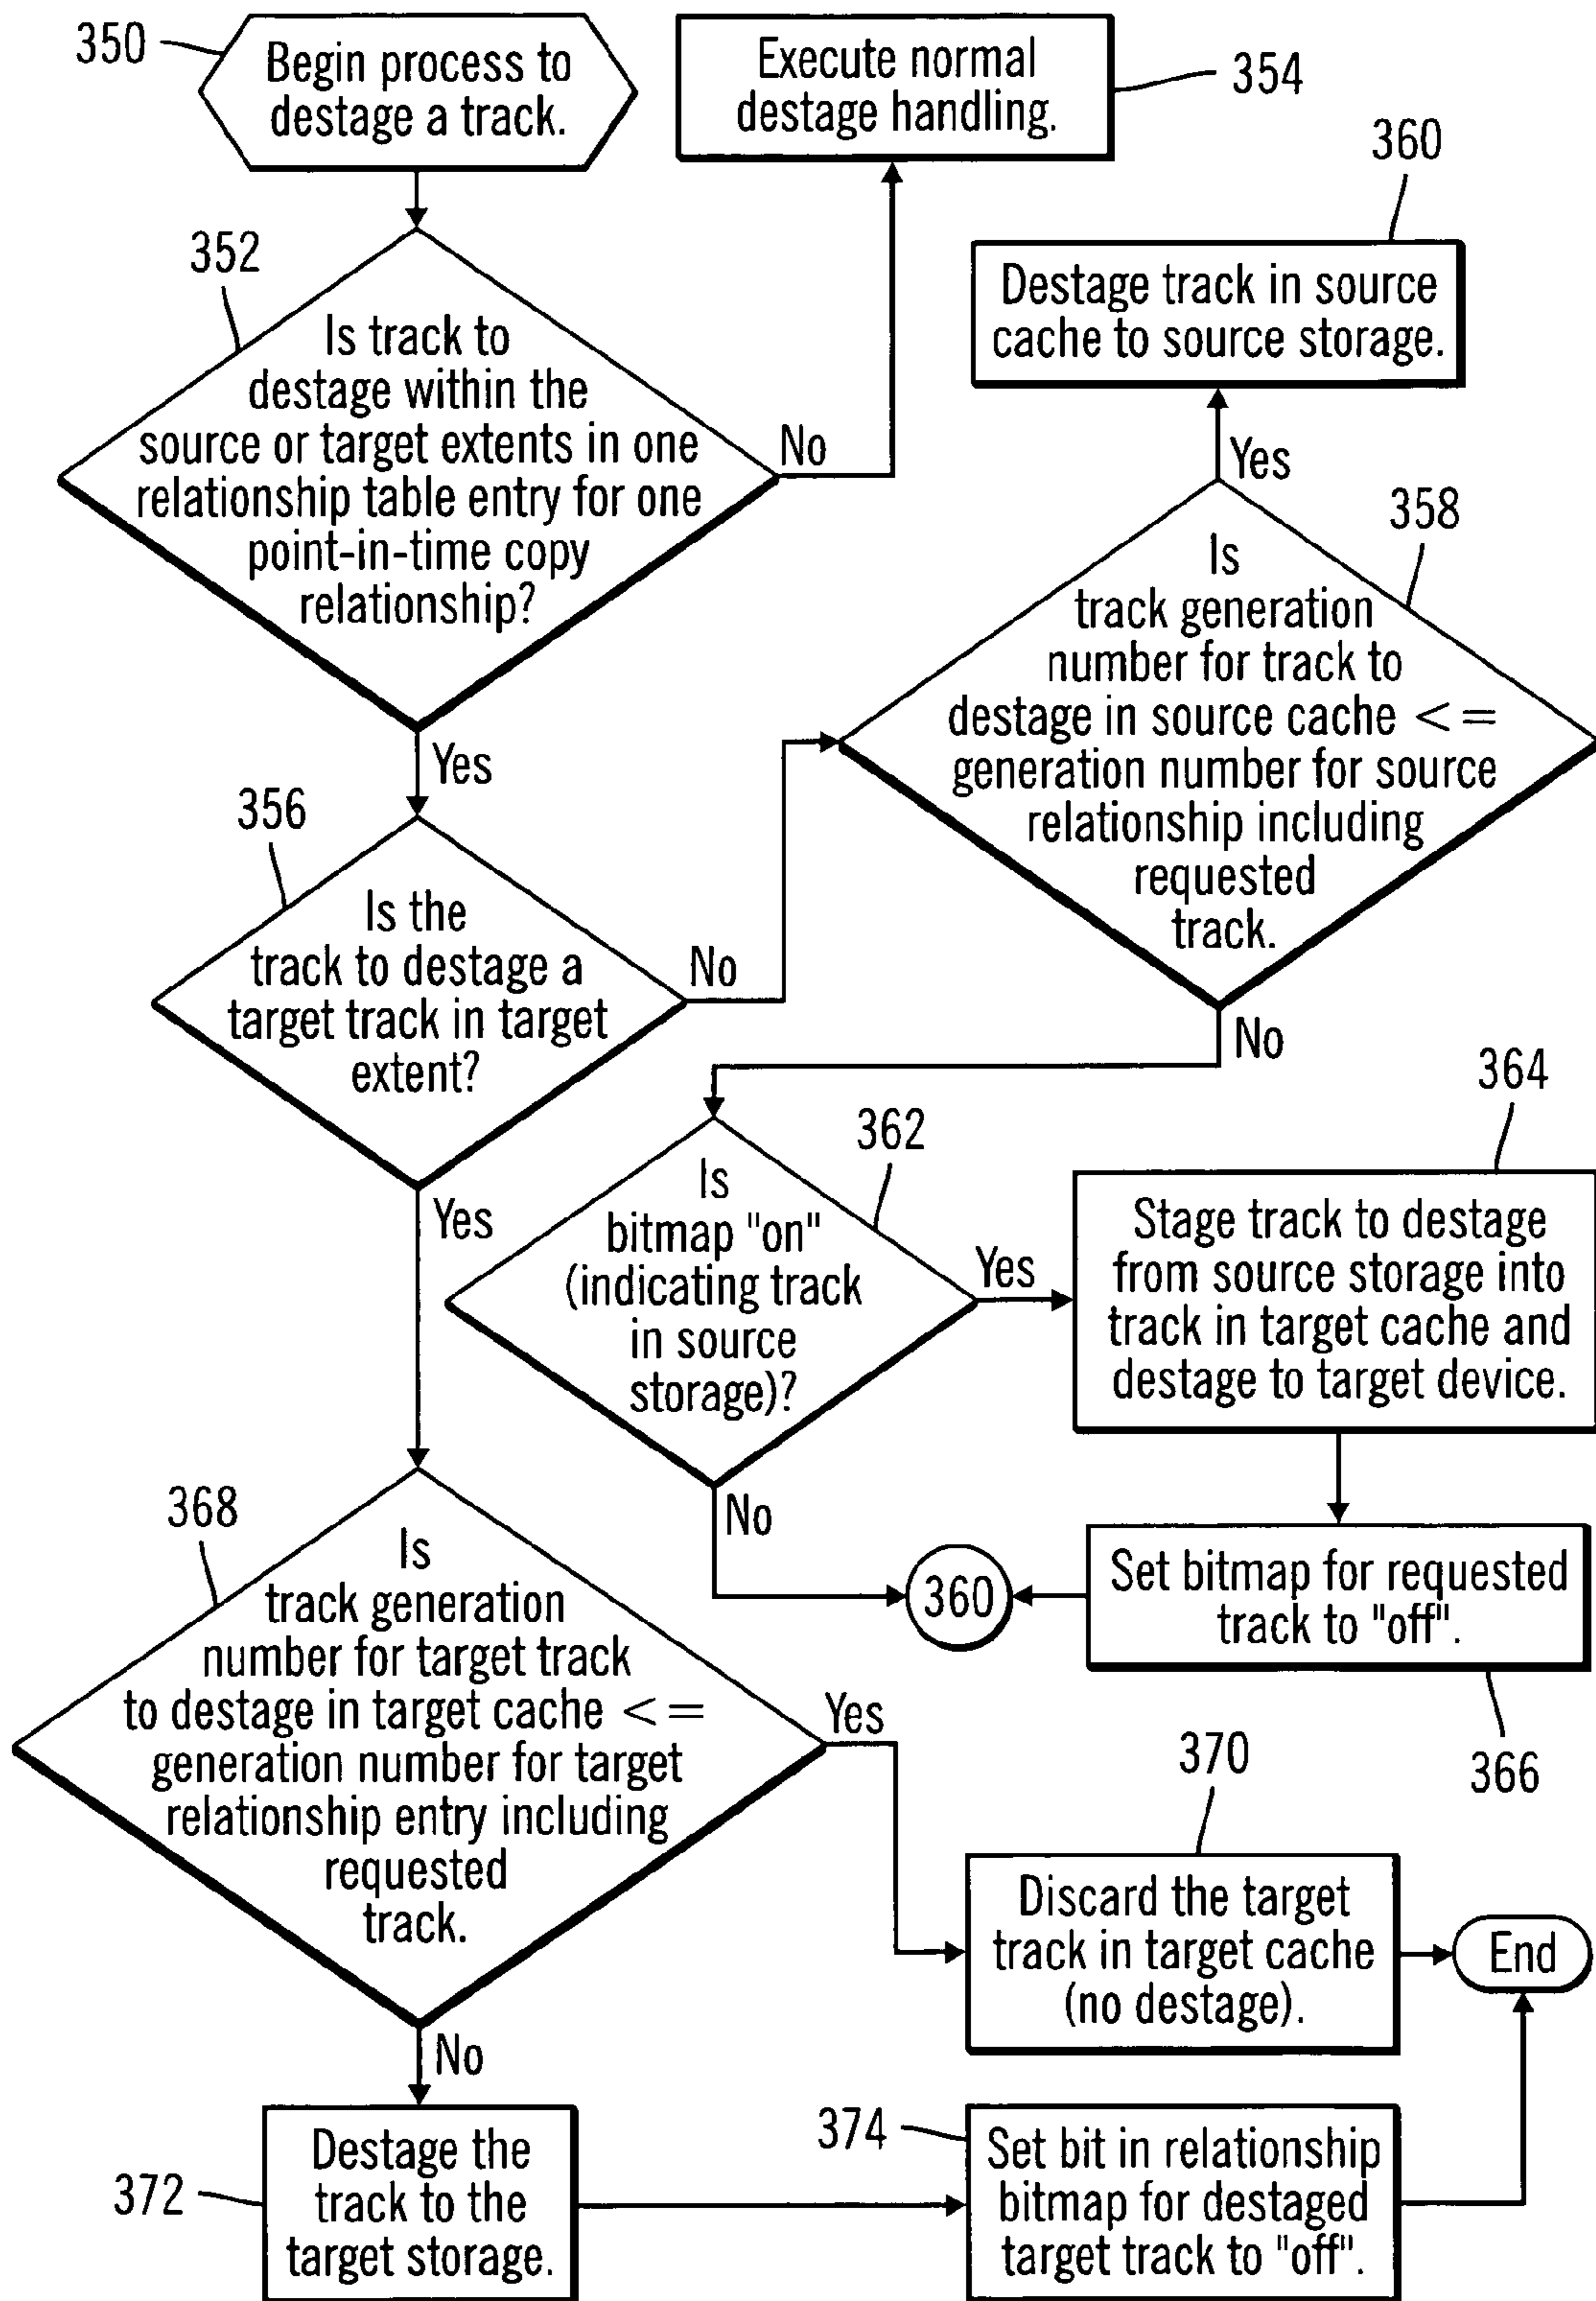 350
Begin process to
destage a track.
Execute normal
destage handling.
354
352
Is track to
destage within the
source or target extents in one
relationship table entry for one
point-in-time copy
relationship?
No
Yes
360
Destage track in source
cache to source storage.
Yes
358
Is
track generation
number for track to
destage in source cache <=
generation number for source
relationship including
requested
track.
No
356
Is the
track to destage a
target track in target
extent?
No
Yes
362
Is
bitmap "on"
(indicating track
in source
storage)?
Yes
No
364
Stage track to destage
from source storage into
track in target cache and
destage to target device.
360
Set bitmap for requested
track to "off".
366
368
Is
track generation
number for target track
to destage in target cache <=
generation number for target
relationship entry including
requested
track.
Yes
No
370
Discard the target
track in target cache
(no destage).
End
372
Destage the
track to the
target storage.
374
Set bit in relationship
bitmap for destaged
target track to "off".